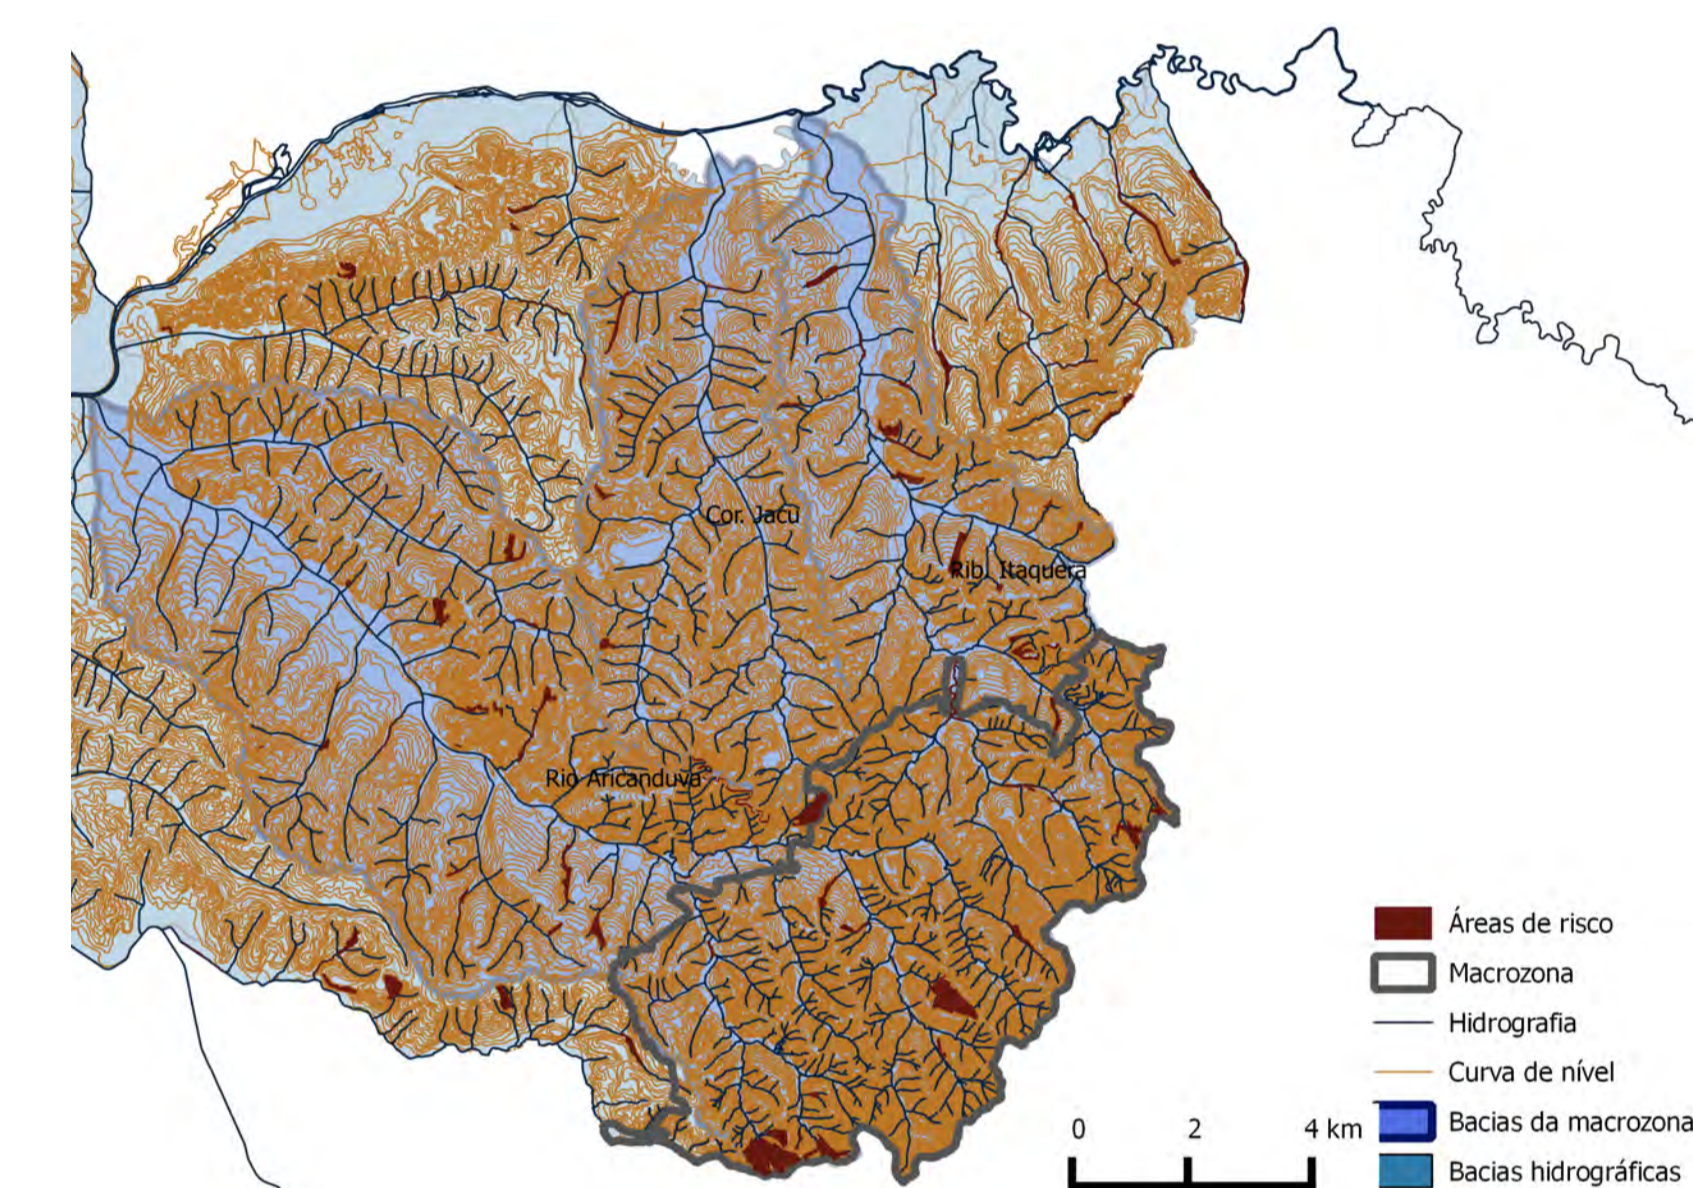 Cor. Jacú
Rib. Itaquera
Rio Aricanduva
Áreas de risco
Macrozona
Hidrografia
Curva de nível
Bacias da macrozona
Bacias hidrográficas
0 2 4 km